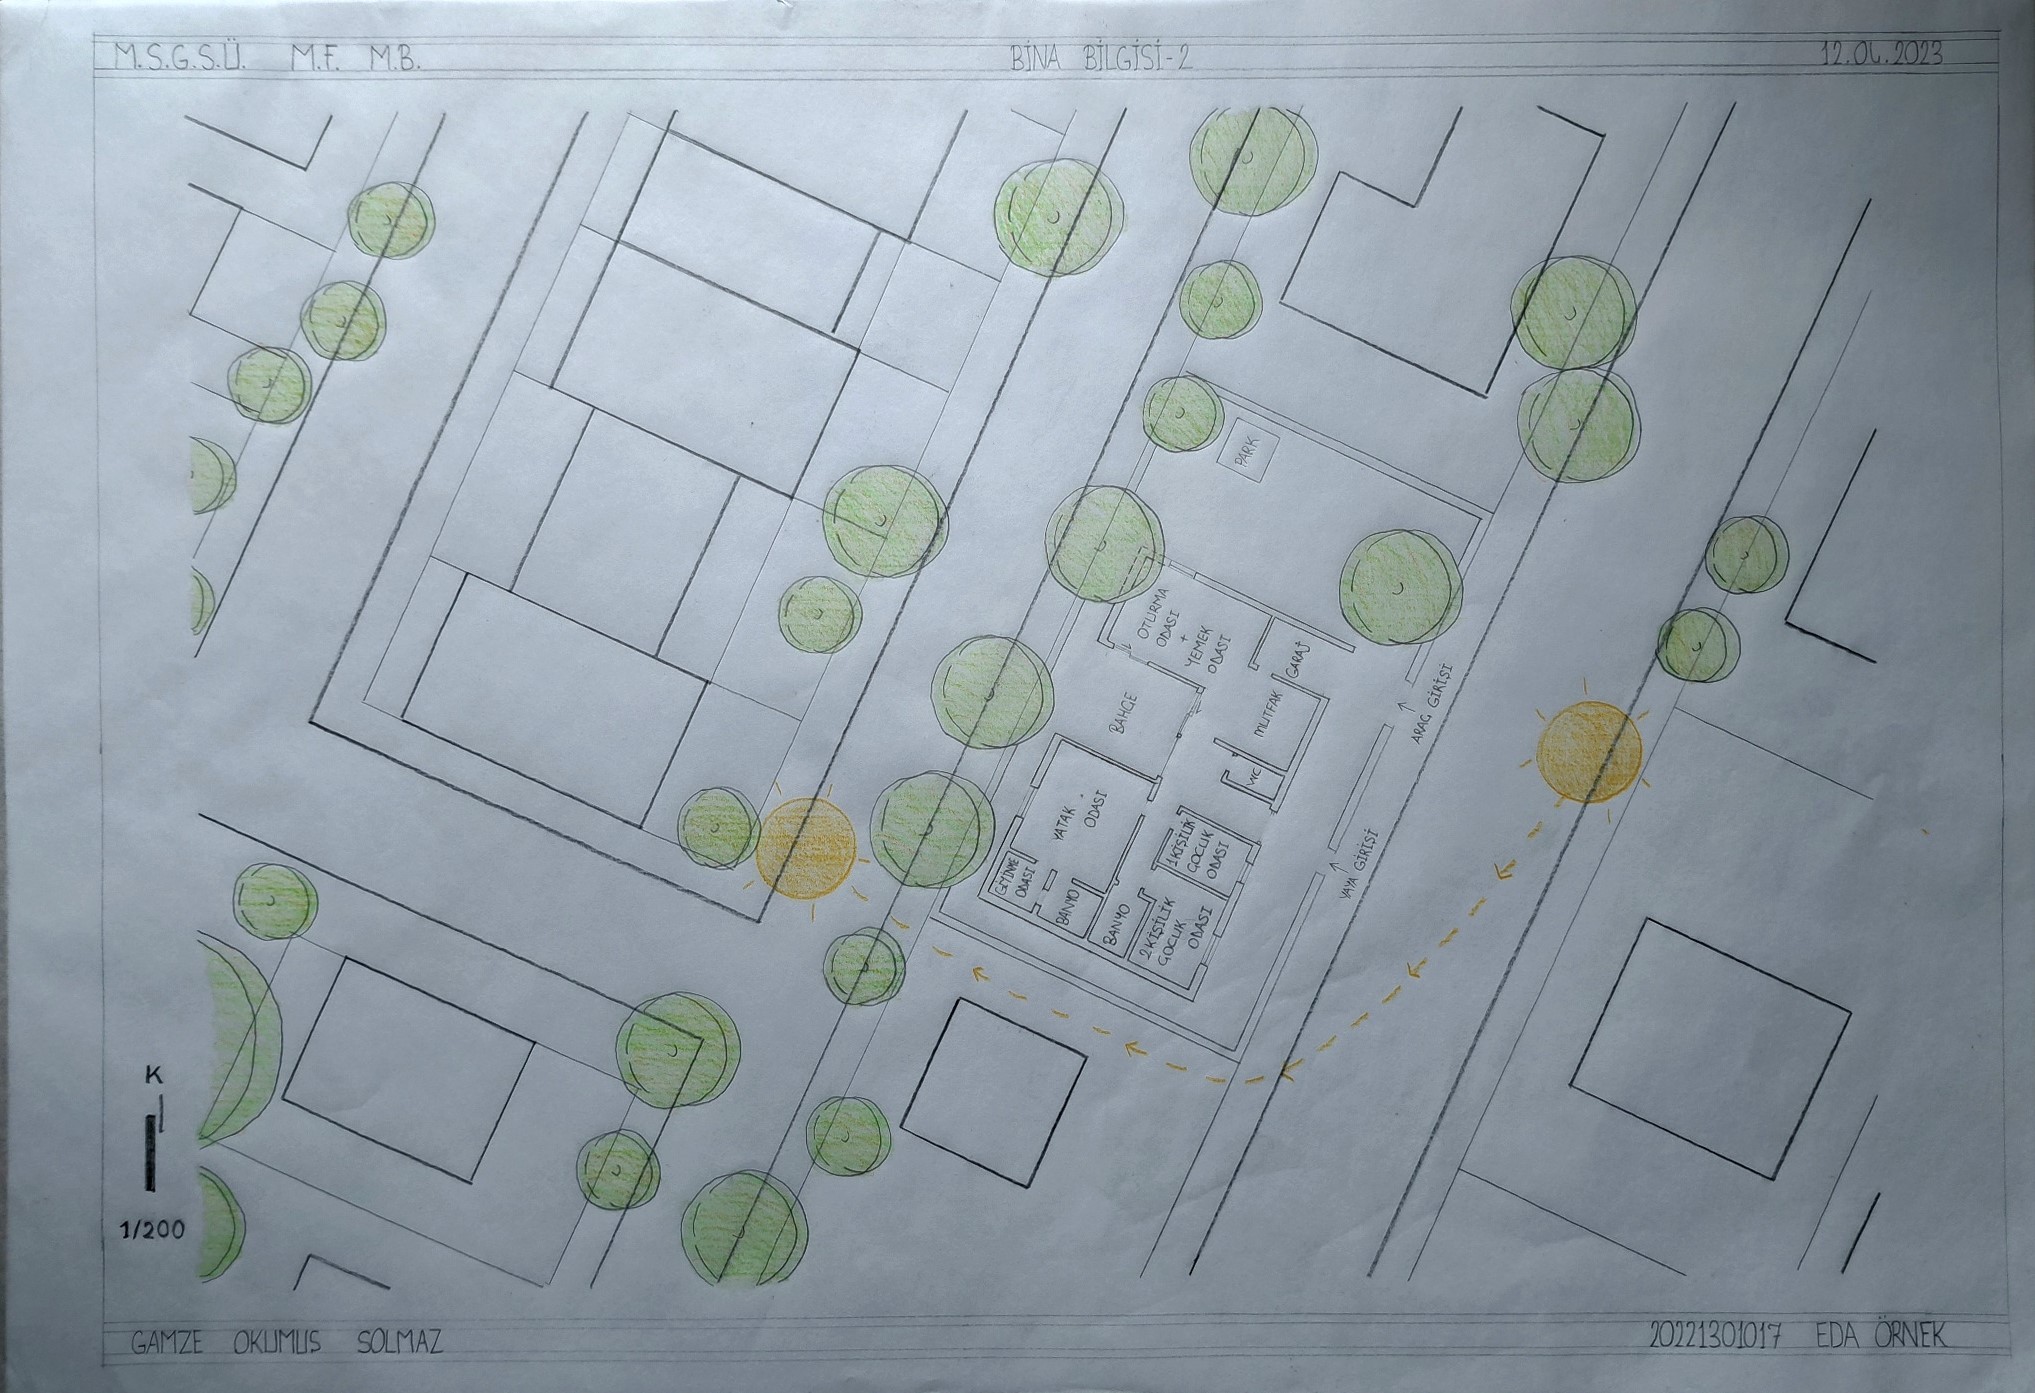 M.S.G.S.Ü. M.F. M.B.
BİNA BİLGİSİ-2
12.04.2023
PARK
OTURMA
ODASI
+
YEMEK
ODASI
GARAJ
BAHÇE
MUTFAK
ARAÇ GİRİŞİ
WC
YATAK
ODASI
1 KİŞİLİK
ÇOCUK
ODASI
YAYA GİRİŞİ
GİYİNME
ODASI
BANYO
BANYO
2 KİŞİLİK
ÇOCUK
ODASI
K
1/200
GAMZE OKUMUS SOLMAZ
20221301017 EDA ÖRNEK